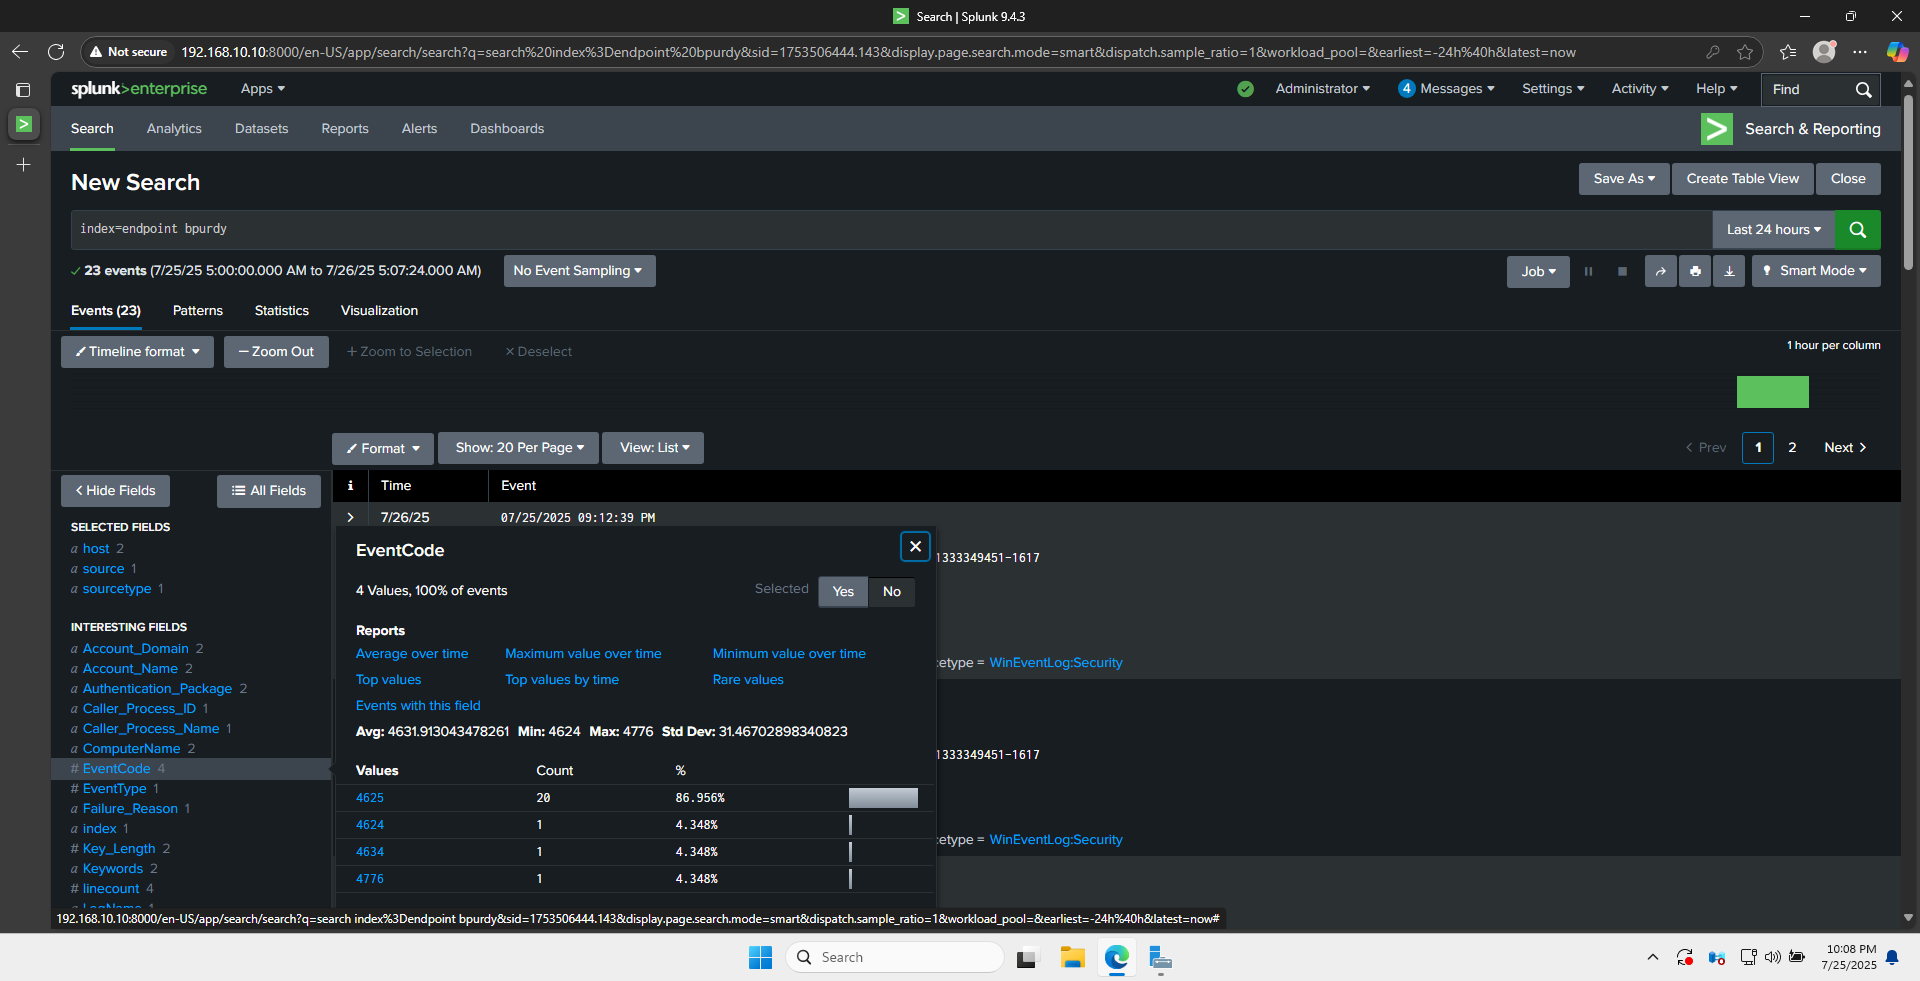 Search | Splunk 9.4.3
Not secure 192.168.10.10:8000/en-US/app/search/search?q=search%20index%3Dendpoint%20bpurdy&sid=1753506444.143&display.page.search.mode=smart&dispatch.sample_ratio=1&workload_pool=&earliest=-24h%40h&latest=now
splunk>enterprise Apps Administrator 4 Messages Settings Activity Help Find
Search Analytics Datasets Reports Alerts Dashboards Search & Reporting
New Search Save As Create Table View Close
index=endpoint bpurdy Last 24 hours
23 events (7/25/25 5:00:00.000 AM to 7/26/25 5:07:24.000 AM) No Event Sampling Job Smart Mode
Events (23) Patterns Statistics Visualization
Timeline format — Zoom Out + Zoom to Selection × Deselect 1 hour per column
Format Show: 20 Per Page View: List < Prev 1 2 Next >
< Hide Fields All Fields i Time Event
> 7/26/25 07/25/2025 09:12:39 PM
SELECTED FIELDS
a host 2
a source 1
a sourcetype 1
INTERESTING FIELDS
a Account_Domain 2
a Account_Name 2
a Authentication_Package 2
a Caller_Process_ID 1
a Caller_Process_Name 1
a ComputerName 2
# EventCode 4
# EventType 1
a Failure_Reason 1
a index 1
# Key_Length 2
a Keywords 2
# linecount 4
a LogName 1
EventCode
4 Values, 100% of events Selected Yes No
Reports
Average over time Maximum value over time Minimum value over time
Top values Top values by time Rare values
Events with this field
Avg: 4631.913043478261 Min: 4624 Max: 4776 Std Dev: 31.46702898340823
Values Count %
4625 20 86.956%
4624 1 4.348%
4634 1 4.348%
4776 1 4.348%
1333349451-1617
cetype = WinEventLog:Security
1333349451-1617
cetype = WinEventLog:Security
192.168.10.10:8000/en-US/app/search/search?q=search index%3Dendpoint bpurdy&sid=1753506444.143&display.page.search.mode=smart&dispatch.sample_ratio=1&workload_pool=&earliest=-24h%40h&latest=now#
Search
10:08 PM
7/25/2025